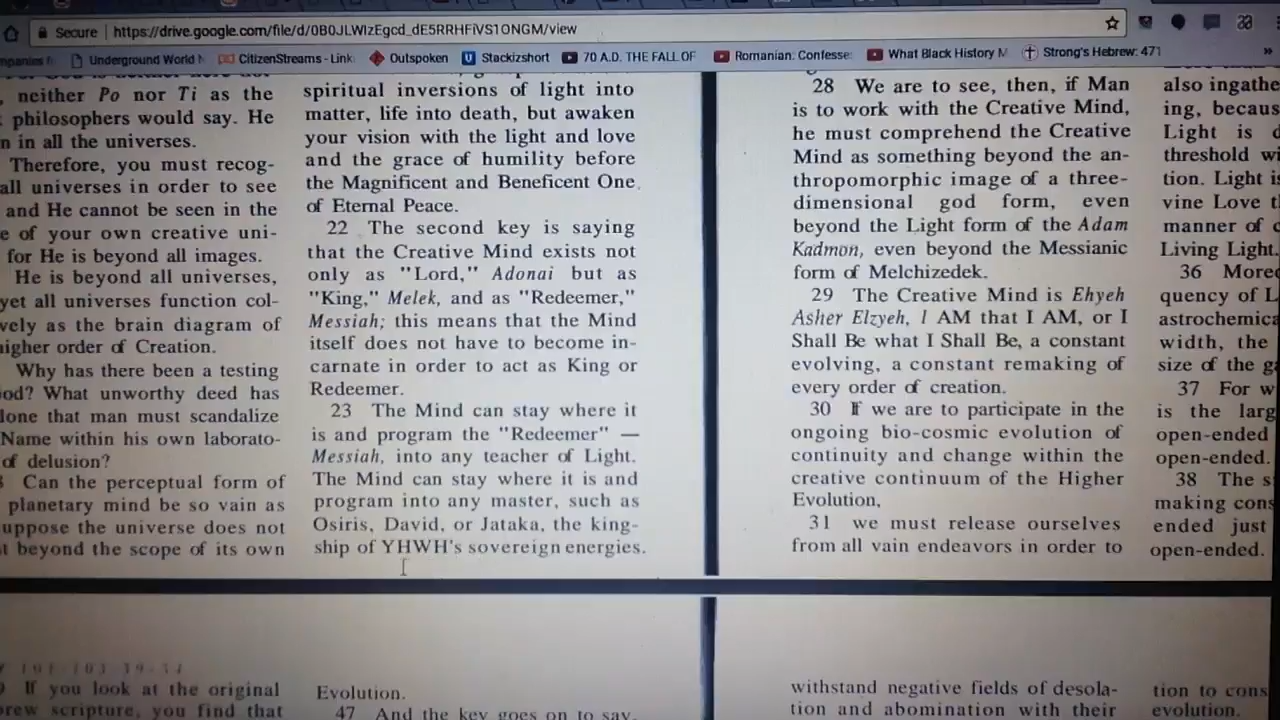 Secure | https://drive.google.com/file/d/0B0JLWIzEgcd_dE5RRHFiVS1ONGM/view
Underground World N CitizenStreams - Link Outspoken Stackizshort 70 A.D. THE FALL OF Romanian: Confesse What Black History M Strong's Hebrew: 471 »
, neither Po nor Ti as the
philosophers would say. He
n in all the universes.
Therefore, you must recog-
all universes in order to see
and He cannot be seen in the
e of your own creative uni-
for He is beyond all images.
He is beyond all universes,
yet all universes function col-
vely as the brain diagram of
igher order of Creation.
Why has there been a testing
od? What unworthy deed has
lone that man must scandalize
Name within his own laborato-
of delusion?
Can the perceptual form of
planetary mind be so vain as
uppose the universe does not
t beyond the scope of its own
spiritual inversions of light into
matter, life into death, but awaken
your vision with the light and love
and the grace of humility before
the Magnificent and Beneficent One
of Eternal Peace.
22 The second key is saying
that the Creative Mind exists not
only as "Lord," Adonai but as
"King," Melek, and as "Redeemer,"
Messiah; this means that the Mind
itself does not have to become in-
carnate in order to act as King or
Redeemer.
23 The Mind can stay where it
is and program the "Redeemer" —
Messiah, into any teacher of Light.
The Mind can stay where it is and
program into any master, such as
Osiris, David, or Jataka, the king-
ship of YHWH's sovereign energies.
28 We are to see, then, if Man
is to work with the Creative Mind,
he must comprehend the Creative
Mind as something beyond the an-
thropomorphic image of a three-
dimensional god form, even
beyond the Light form of the Adam
Kadmon, even beyond the Messianic
form of Melchizedek.
29 The Creative Mind is Ehyeh
Asher Elzyeh, I AM that I AM, or I
Shall Be what I Shall Be, a constant
evolving, a constant remaking of
every order of creation.
30 If we are to participate in the
ongoing bio-cosmic evolution of
continuity and change within the
creative continuum of the Higher
Evolution,
31 we must release ourselves
from all vain endeavors in order to
also ingathe
ing, becaus
Light is
threshold wi
tion. Light is
vine Love t
manner of
Living Light.
36 Moreo
quency of L
astrochemica
width, the
size of the g
37 For w
is the larg
open-ended
open-ended.
38 The s
making cons
ended just
open-ended.
If you look at the original
rew scripture, you find that
Evolution.
47 And the key goes on to say,
withstand negative fields of desola-
tion and abomination with their
tion to cons
evolution.